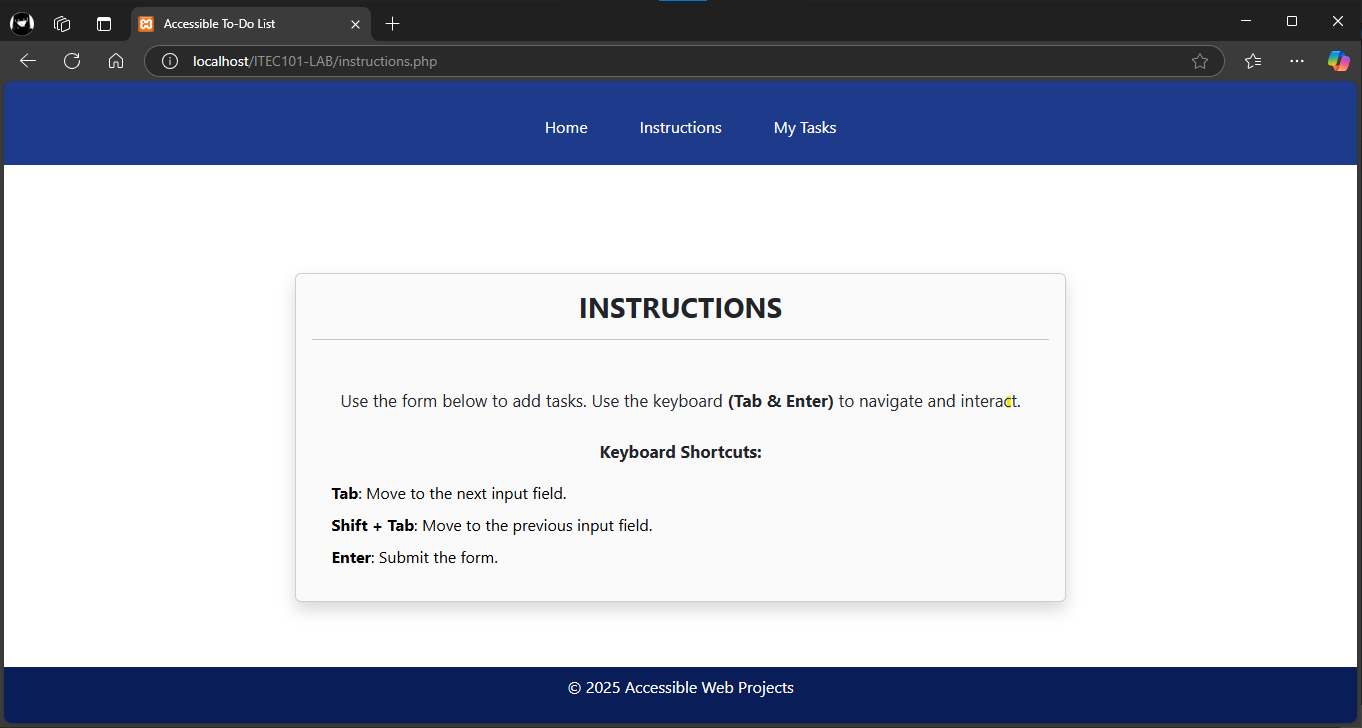 Accessible To-Do List
localhost/ITEC101-LAB/instructions.php
Home Instructions My Tasks
INSTRUCTIONS
Use the form below to add tasks. Use the keyboard (Tab & Enter) to navigate and interact.
Keyboard Shortcuts:
Tab: Move to the next input field.
Shift + Tab: Move to the previous input field.
Enter: Submit the form.
© 2025 Accessible Web Projects